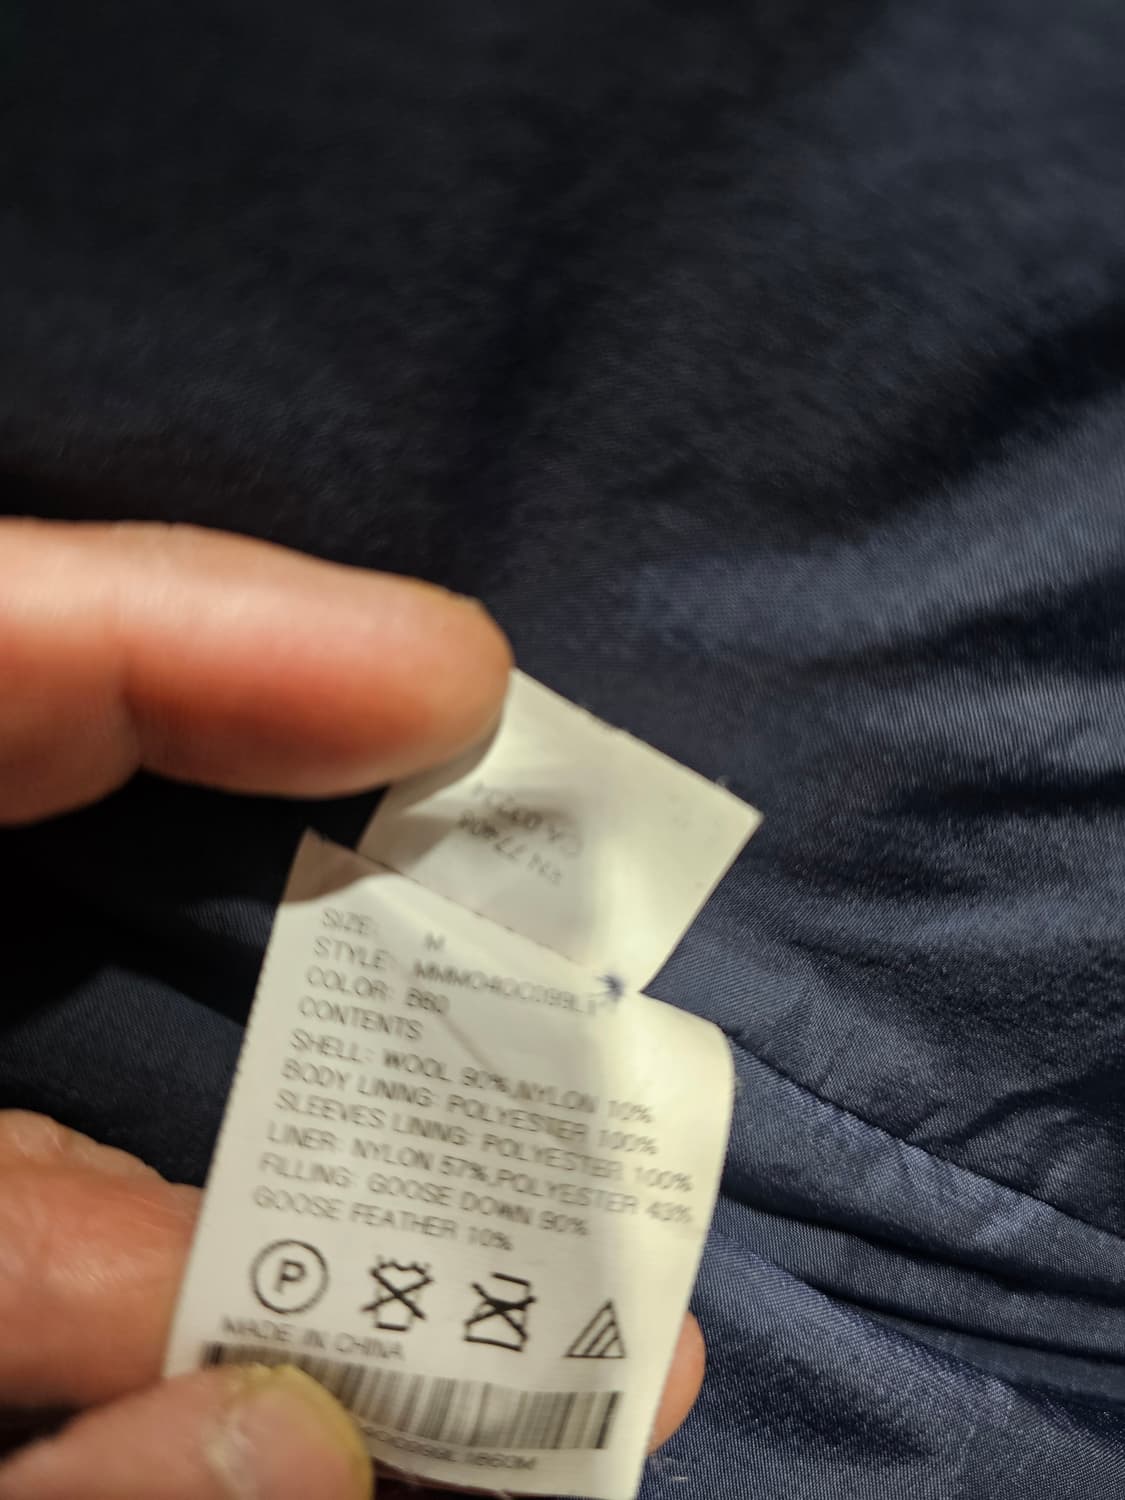 SIZE: M
STYLE:
COLOR: 860
CONTENTS
SHELL: WOOL 90%,NYLON 10%
BODY LINING: POLYESTER 100%
SLEEVES LINING: POLYESTER 100%
LINER: NYLON 57%,POLYESTER 43%
FILLING: GOOSE DOWN 90%
GOOSE FEATHER 10%
P
MADE IN CHINA